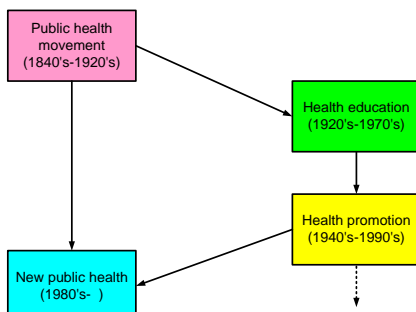 Public health
movement
(1840's-1920's)
Health education
(1920's-1970's)
Health promotion
(1940's-1990's)
New public health
(1980's-  )